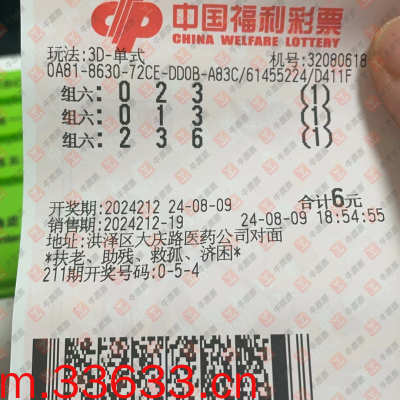 中国福利彩票
CHINA WELFARE LOTTERY
玩法:3D-单式 机号:32080618
0A81-8630-72CE-DD0B-A83C/61455224/D411F
组六:0 2 3 (1)
组六:0 1 3 (1)
组六:2 3 6 (1)
开奖期:2024212 24-08-09 合计6元
销售期:2024212-19 24-08-09 18:54:55
地址:洪泽区大庆路医药公司对面
*扶老、助残、救孤、济困*
211期开奖号码:0-5-4
m.33633.cn